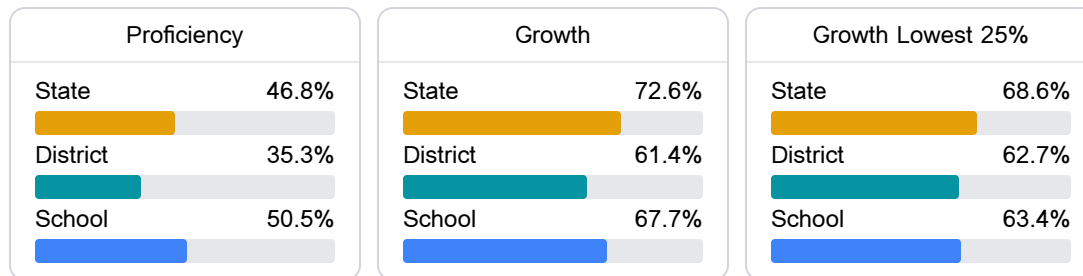 Proficiency
State 46.8%
District 35.3%
School 50.5%
Growth
State 72.6%
District 61.4%
School 67.7%
Growth Lowest 25%
State 68.6%
District 62.7%
School 63.4%